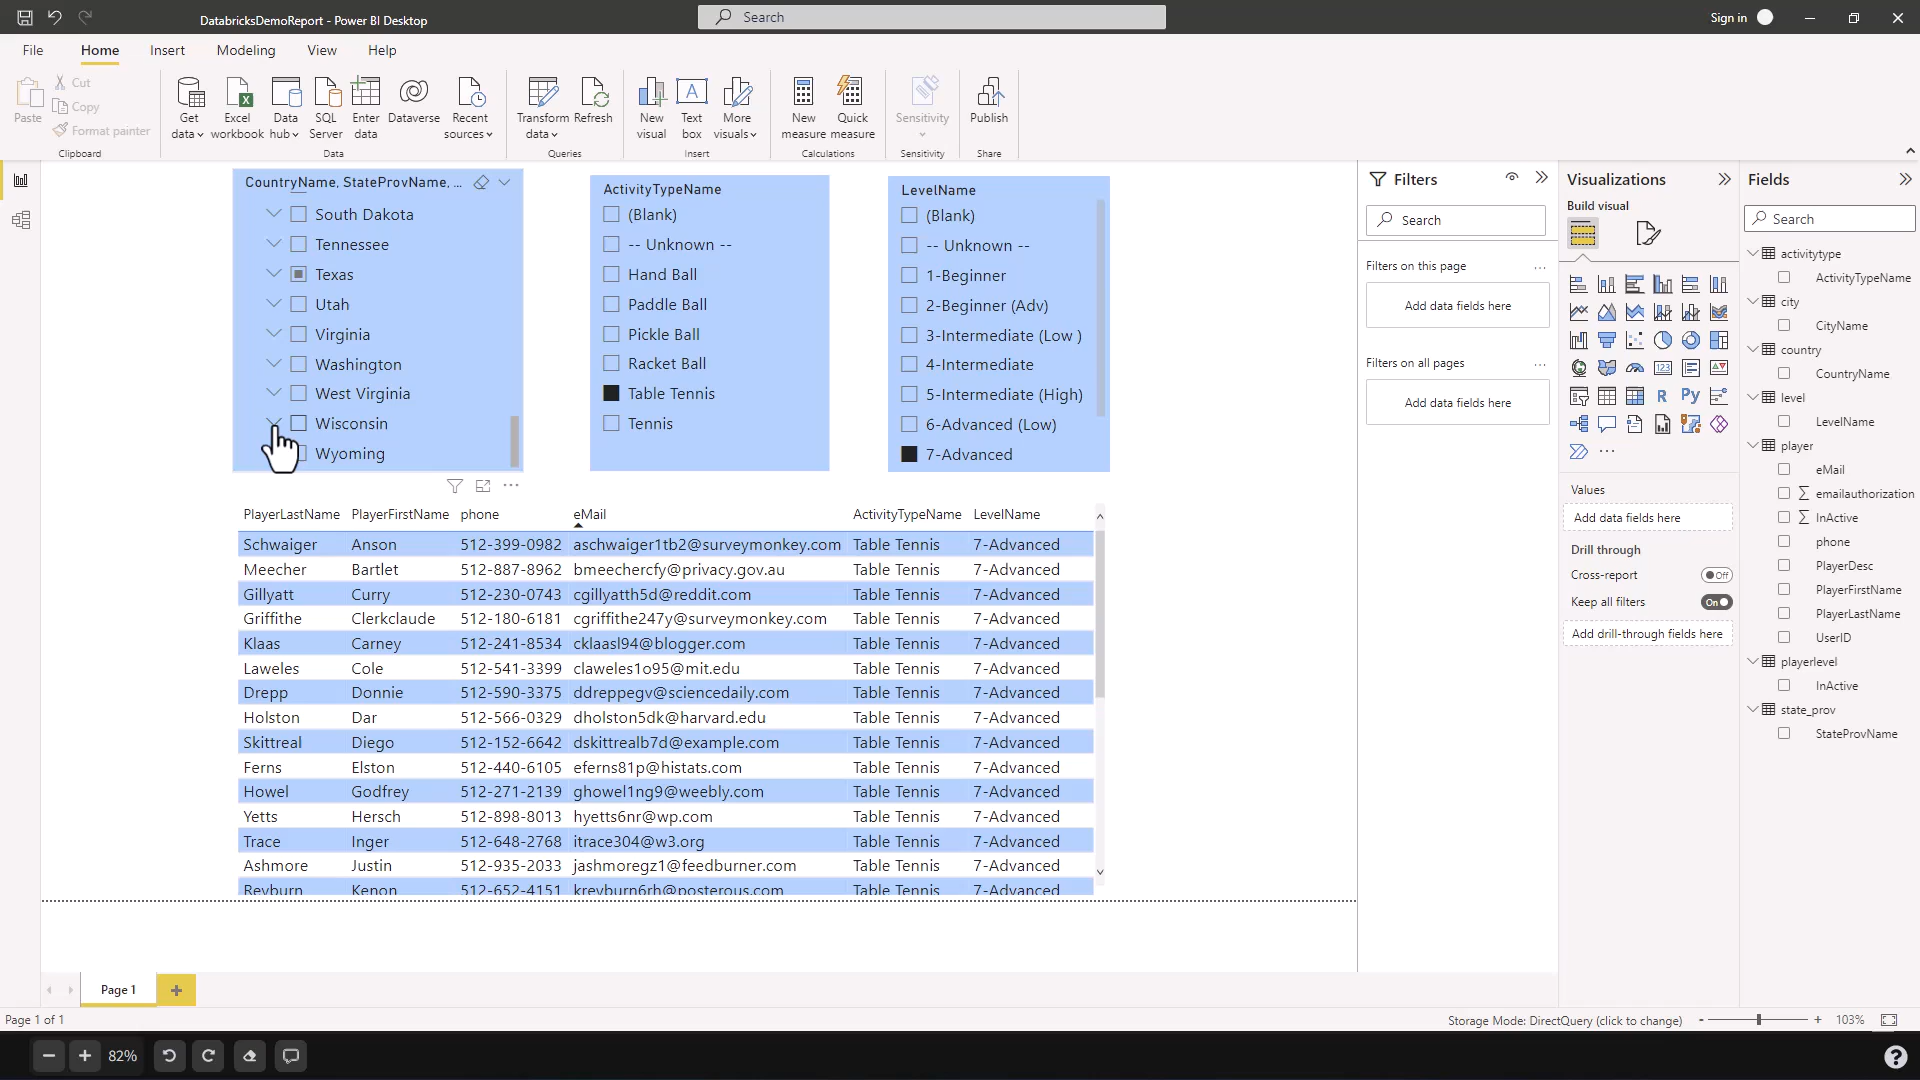 DatabricksDemoReport - Power BI Desktop
Search
Sign in
File Home Insert Modeling View Help
Paste
Cut
Copy
Format painter
Clipboard
Get data
Excel workbook
Data hub
SQL Server
Enter data
Dataverse
Recent sources
Data
Transform data
Refresh
Queries
New visual
Text box
More visuals
Insert
New measure
Quick measure
Calculations
Sensitivity
Sensitivity
Publish
Share
CountryName, StateProvName, ...
South Dakota
Tennessee
Texas
Utah
Virginia
Washington
West Virginia
Wisconsin
Wyoming
ActivityTypeName
(Blank)
-- Unknown --
Hand Ball
Paddle Ball
Pickle Ball
Racket Ball
Table Tennis
Tennis
LevelName
(Blank)
-- Unknown --
1-Beginner
2-Beginner (Adv)
3-Intermediate (Low )
4-Intermediate
5-Intermediate (High)
6-Advanced (Low)
7-Advanced
PlayerLastName PlayerFirstName phone eMail ActivityTypeName LevelName
Schwaiger Anson 512-399-0982 aschwaiger1tb2@surveymonkey.com Table Tennis 7-Advanced
Meecher Bartlet 512-887-8962 bmeechercfy@privacy.gov.au Table Tennis 7-Advanced
Gillyatt Curry 512-230-0743 cgillyatth5d@reddit.com Table Tennis 7-Advanced
Griffithe Clerkclaude 512-180-6181 cgriffithe247y@surveymonkey.com Table Tennis 7-Advanced
Klaas Carney 512-241-8534 cklaasl94@blogger.com Table Tennis 7-Advanced
Laweles Cole 512-541-3399 claweles1o95@mit.edu Table Tennis 7-Advanced
Drepp Donnie 512-590-3375 ddreppegv@sciencedaily.com Table Tennis 7-Advanced
Holston Dar 512-566-0329 dholston5dk@harvard.edu Table Tennis 7-Advanced
Skittreal Diego 512-152-6642 dskittrealb7d@example.com Table Tennis 7-Advanced
Ferns Elston 512-440-6105 eferns81p@histats.com Table Tennis 7-Advanced
Howel Godfrey 512-271-2139 ghowel1ng9@weebly.com Table Tennis 7-Advanced
Yetts Hersch 512-898-8013 hyetts6nr@wp.com Table Tennis 7-Advanced
Trace Inger 512-648-2768 itrace304@w3.org Table Tennis 7-Advanced
Ashmore Justin 512-935-2033 jashmoregz1@feedburner.com Table Tennis 7-Advanced
Reyburn Kenon 512-652-4151 kreyburn6rh@posterous.com Table Tennis 7-Advanced
Filters
Search
Filters on this page ...
Add data fields here
Filters on all pages ...
Add data fields here
Visualizations
Build visual
123
R Py
Values
Add data fields here
Drill through
Cross-report Off
Keep all filters On
Add drill-through fields here
Fields
Search
activitytype
ActivityTypeName
city
CityName
country
CountryName
level
LevelName
player
eMail
emailauthorization
InActive
phone
PlayerDesc
PlayerFirstName
PlayerLastName
UserID
playerlevel
InActive
state_prov
StateProvName
Page 1
Page 1 of 1
Storage Mode: DirectQuery (click to change)
103%
82%